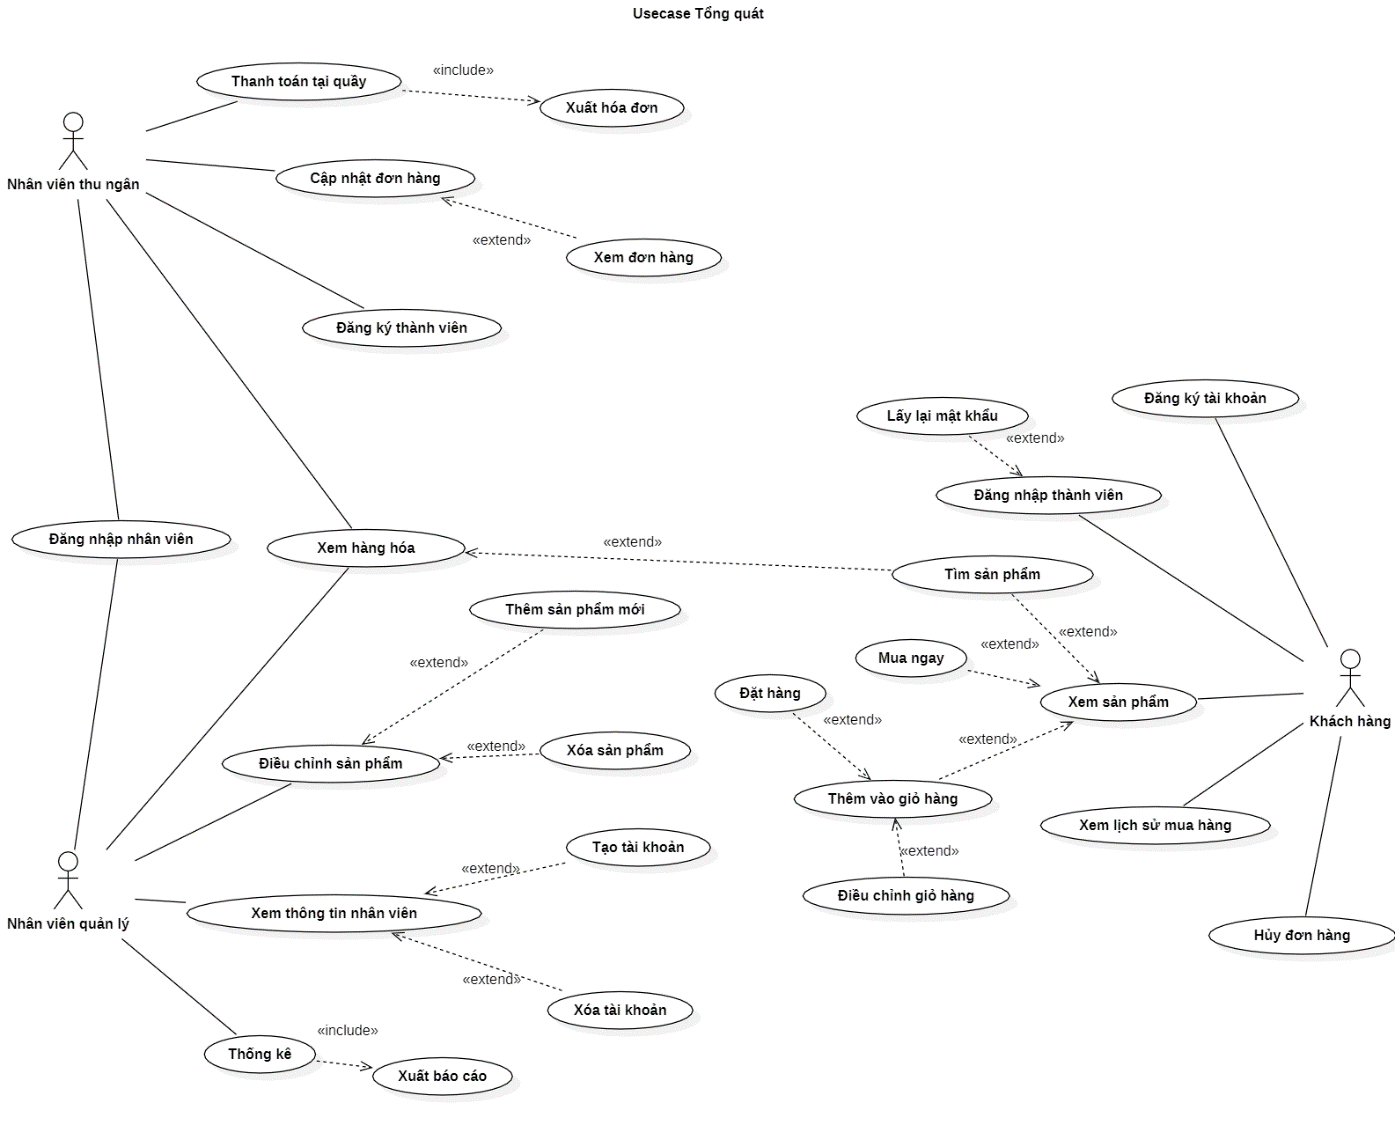 Usecase Tổng quát
Thanh toán tại quầy
«include»
Xuất hóa đơn
Nhân viên thu ngân
Cập nhật đơn hàng
«extend»
Xem đơn hàng
Đăng ký thành viên
Đăng ký tài khoản
Lấy lại mật khẩu
«extend»
Đăng nhập thành viên
Đăng nhập nhân viên
Xem hàng hóa
«extend»
Tìm sản phẩm
Thêm sản phẩm mới
«extend»
«extend»
«extend»
Mua ngay
Đặt hàng
Xem sản phẩm
Khách hàng
«extend»
«extend»
«extend»
Điều chỉnh sản phẩm
Xóa sản phẩm
Thêm vào giỏ hàng
Xem lịch sử mua hàng
Tạo tài khoản
«extend»
«extend»
Điều chỉnh giỏ hàng
Xem thông tin nhân viên
Nhân viên quản lý
Hủy đơn hàng
«extend»
Xóa tài khoản
«include»
Thống kê
Xuất báo cáo